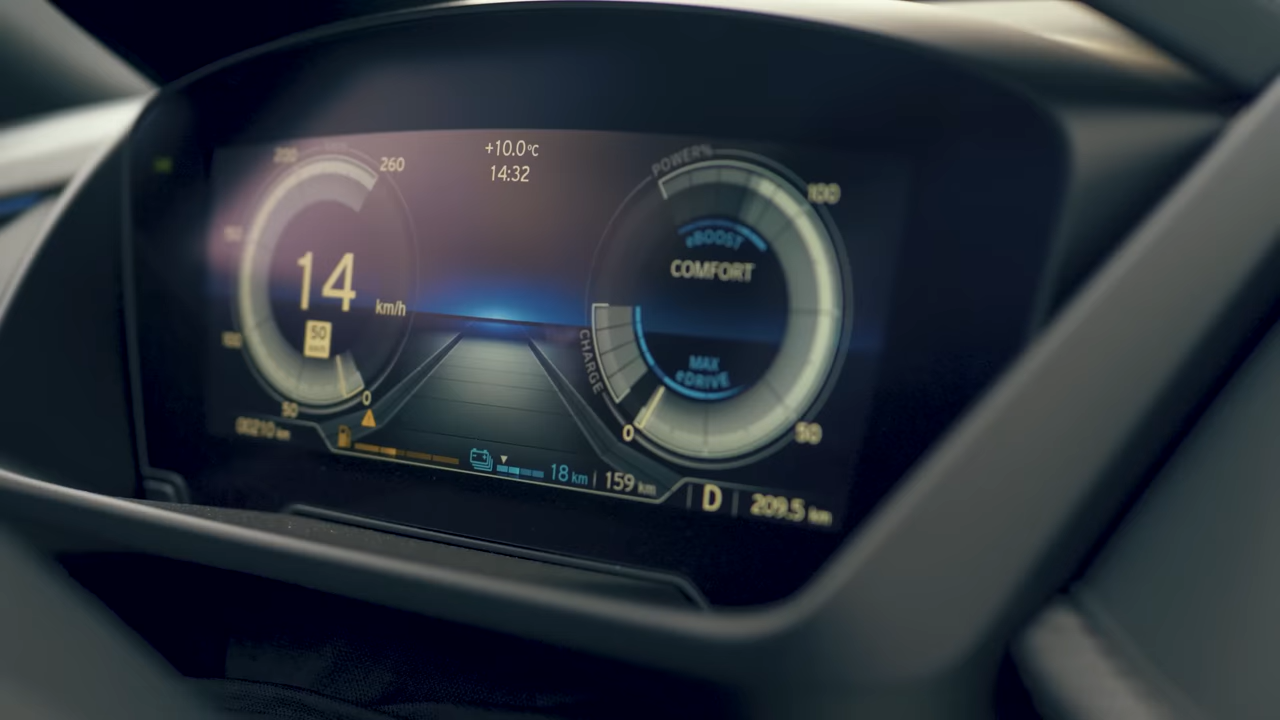 +10.0°C
14:32
200
260
14
km/h
50
100
50
0
00210 km
POWER%
100
eBOOST
COMFORT
CHARGE
MAX
eDRIVE
0
50
18 km
159 km
D
209.5 km